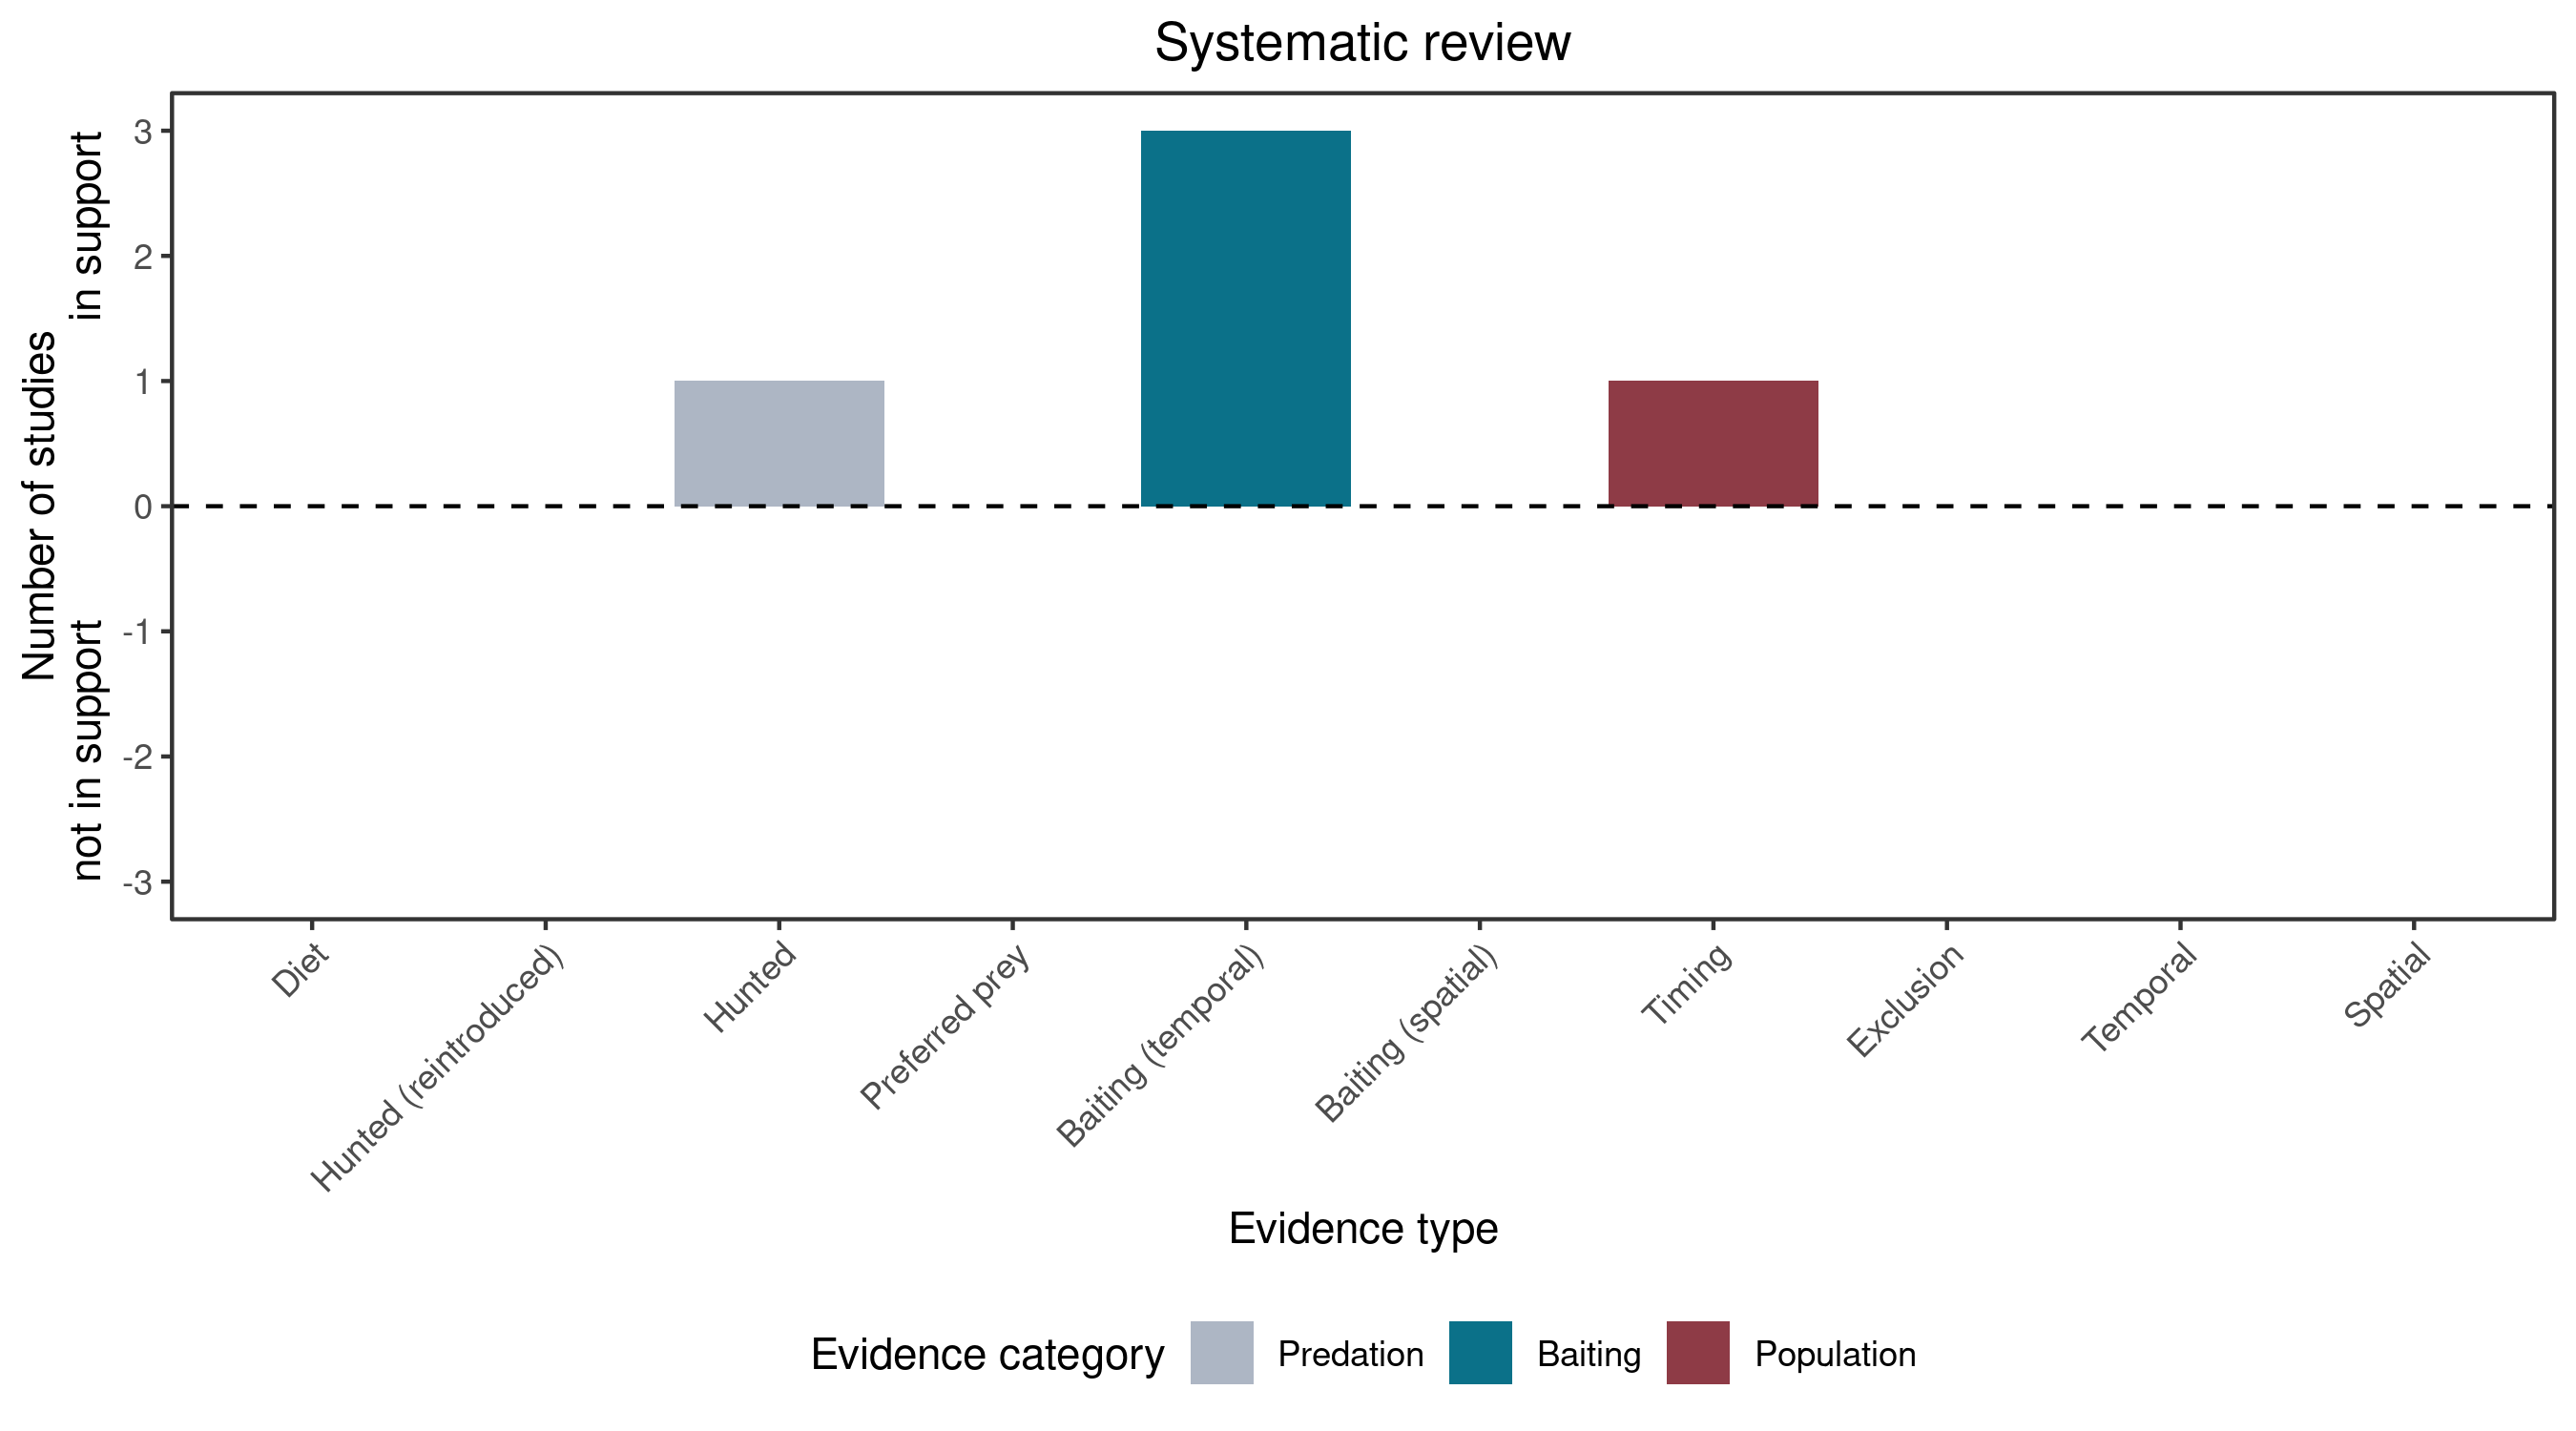 Systematic review
Number of studies
not in support in support
3
2
1
0
-1
-2
-3
Diet
Hunted (reintroduced)
Hunted
Preferred prey
Baiting (temporal)
Baiting (spatial)
Timing
Exclusion
Temporal
Spatial
Evidence type
Evidence category Predation Baiting Population